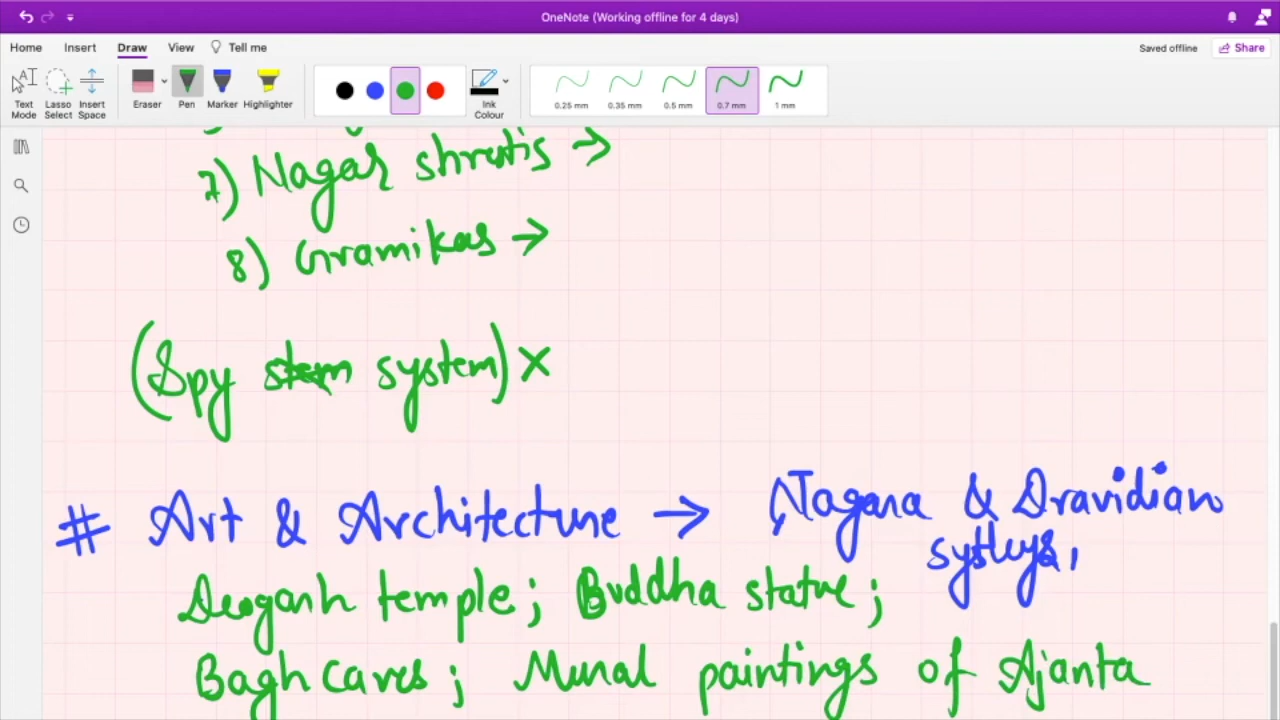 OneNote (Working offline for 4 days)
Home Insert Draw View Tell me Saved offline Share
Text Mode Lasso Select Insert Space Eraser Pen Marker Highlighter Ink Colour 0.25 mm 0.35 mm 0.5 mm 0.7 mm 1 mm
7) Nagar shretis →
8) Gramikas →
(Spy system) X
# Art & Architecture → Nagara & Dravidian
Deogarh temple; Buddha statue;
Bagh caves; Mural paintings of Ajanta